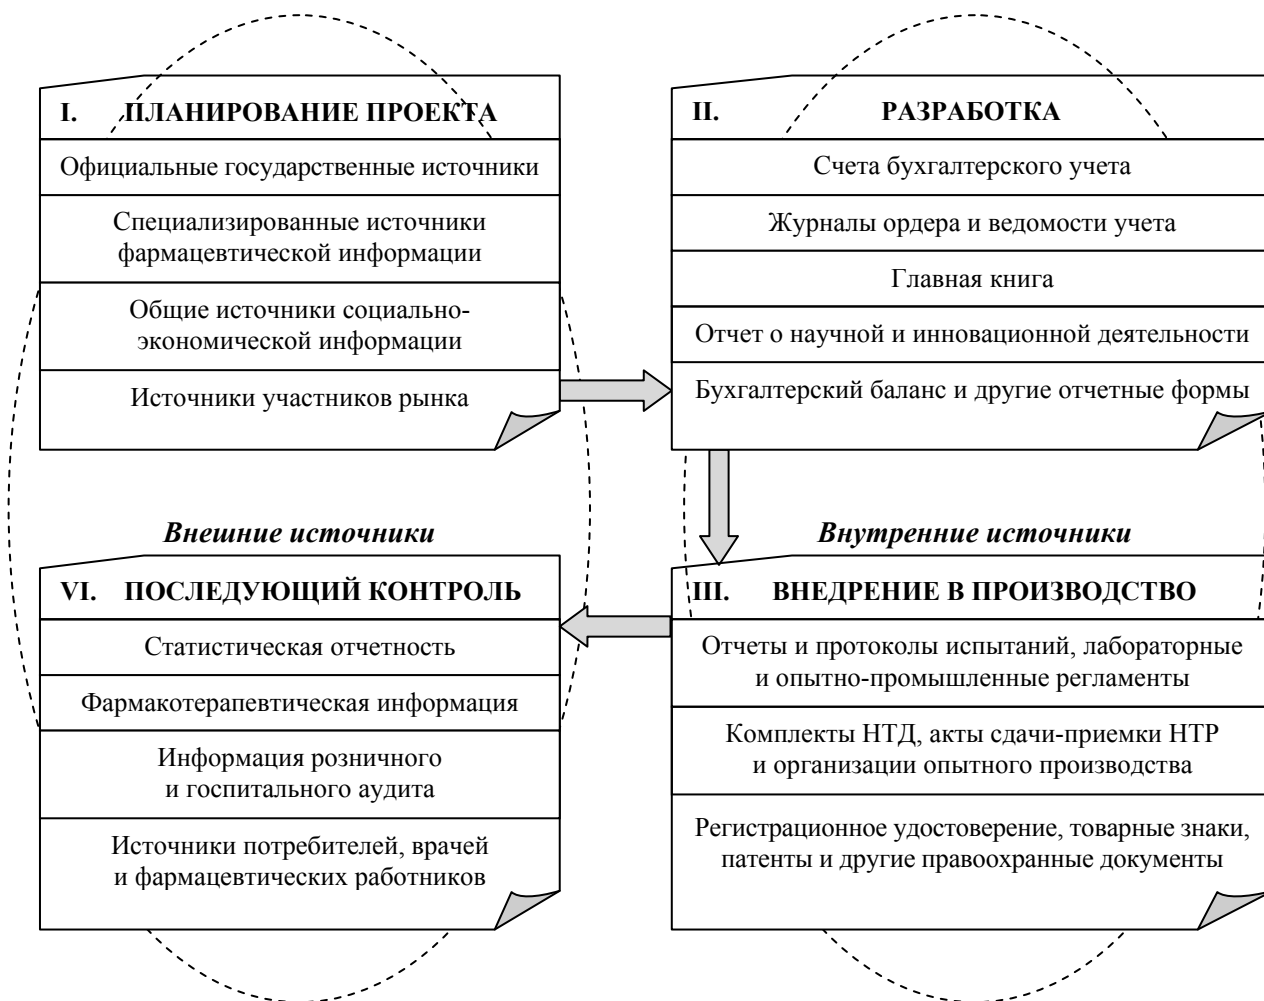 I. ПЛАНИРОВАНИЕ ПРОЕКТА
Официальные государственные источники
Специализированные источники
фармацевтической информации
Общие источники социально-
экономической информации
Источники участников рынка
II. РАЗРАБОТКА
Счета бухгалтерского учета
Журналы ордера и ведомости учета
Главная книга
Отчет о научной и инновационной деятельности
Бухгалтерский баланс и другие отчетные формы
Внешние источники
Внутренние источники
VI. ПОСЛЕДУЮЩИЙ КОНТРОЛЬ
Статистическая отчетность
Фармакотерапевтическая информация
Информация розничного
и госпитального аудита
Источники потребителей, врачей
и фармацевтических работников
III. ВНЕДРЕНИЕ В ПРОИЗВОДСТВО
Отчеты и протоколы испытаний, лабораторные
и опытно-промышленные регламенты
Комплекты НТД, акты сдачи-приемки НТР
и организации опытного производства
Регистрационное удостоверение, товарные знаки,
патенты и другие правоохранные документы